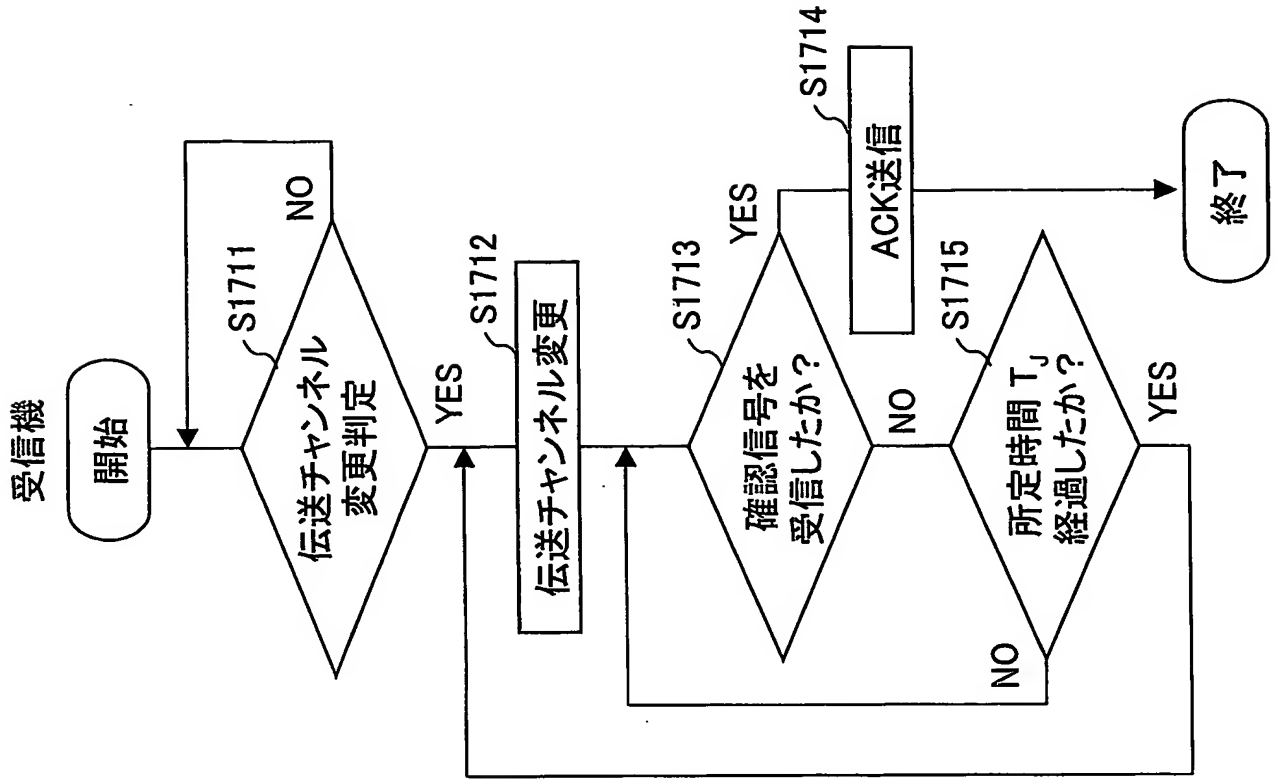 受信機
開始
伝送チャンネル
変更判定
S1711
NO
YES
伝送チャンネル変更
S1712
確認信号を
受信したか?
S1713
YES
NO
ACK送信
S1714
所定時間 TJ
経過したか?
S1715
NO
YES
終了